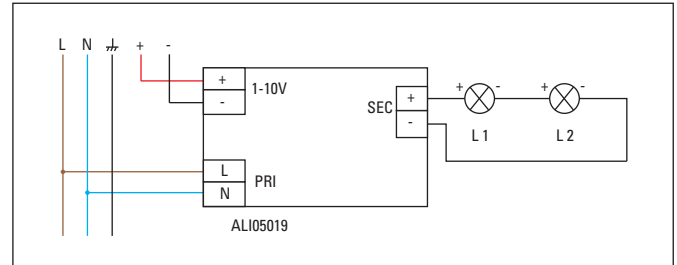 L N + -
+ 1-10V
-
SEC + + - + -
-
L 1 L 2
L PRI
N
ALI05019